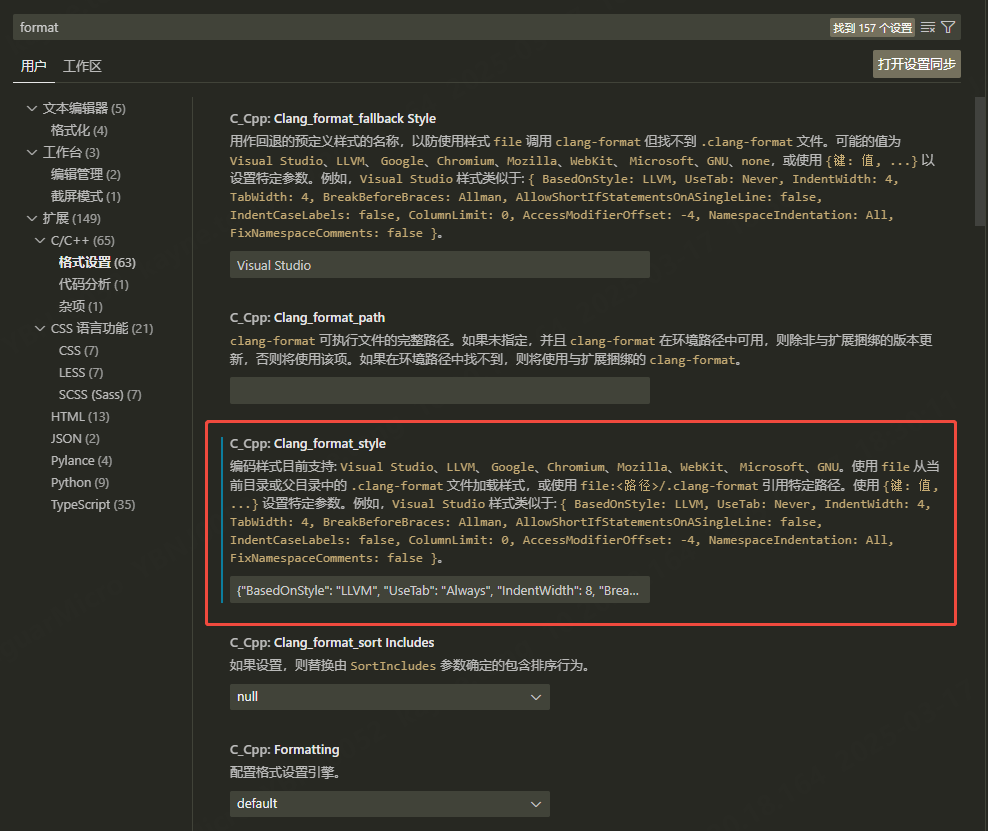 format
找到 157 个设置
用户
工作区
打开设置同步
文本编辑器 (5)
格式化 (4)
工作台 (3)
编辑管理 (2)
截屏模式 (1)
扩展 (149)
C/C++ (65)
格式设置 (63)
代码分析 (1)
杂项 (1)
CSS 语言功能 (21)
CSS (7)
LESS (7)
SCSS (Sass) (7)
HTML (13)
JSON (2)
Pylance (4)
Python (9)
TypeScript (35)
C_Cpp: Clang_format_fallback Style
用作回退的预定义样式的名称，以防使用样式 file 调用 clang-format 但找不到 .clang-format 文件。可能的值为
Visual Studio、LLVM、 Google、Chromium、Mozilla、WebKit、 Microsoft、GNU、none，或使用 {键: 值, ...} 以
设置特定参数。例如，Visual Studio 样式类似于: { BasedOnStyle: LLVM, UseTab: Never, IndentWidth: 4,
TabWidth: 4, BreakBeforeBraces: Allman, AllowShortIfStatementsOnASingleLine: false,
IndentCaseLabels: false, ColumnLimit: 0, AccessModifierOffset: -4, NamespaceIndentation: All,
FixNamespaceComments: false }。
Visual Studio
C_Cpp: Clang_format_path
clang-format 可执行文件的完整路径。如果未指定，并且 clang-format 在环境路径中可用，则除非与扩展捆绑的版本更
新，否则将使用该项。如果在环境路径中找不到，则将使用与扩展捆绑的 clang-format。
C_Cpp: Clang_format_style
编码样式目前支持: Visual Studio、LLVM、 Google、Chromium、Mozilla、WebKit、 Microsoft、GNU。使用 file 从当
前目录或父目录中的 .clang-format 文件加载样式，或使用 file:<路径>/.clang-format 引用特定路径。使用 {键: 值,
...} 设置特定参数。例如，Visual Studio 样式类似于: { BasedOnStyle: LLVM, UseTab: Never, IndentWidth: 4,
TabWidth: 4, BreakBeforeBraces: Allman, AllowShortIfStatementsOnASingleLine: false,
IndentCaseLabels: false, ColumnLimit: 0, AccessModifierOffset: -4, NamespaceIndentation: All,
FixNamespaceComments: false }。
{"BasedOnStyle": "LLVM", "UseTab": "Always", "IndentWidth": 8, "Brea...
C_Cpp: Clang_format_sort Includes
如果设置，则替换由 SortIncludes 参数确定的包含排序行为。
null
C_Cpp: Formatting
配置格式设置引擎。
default